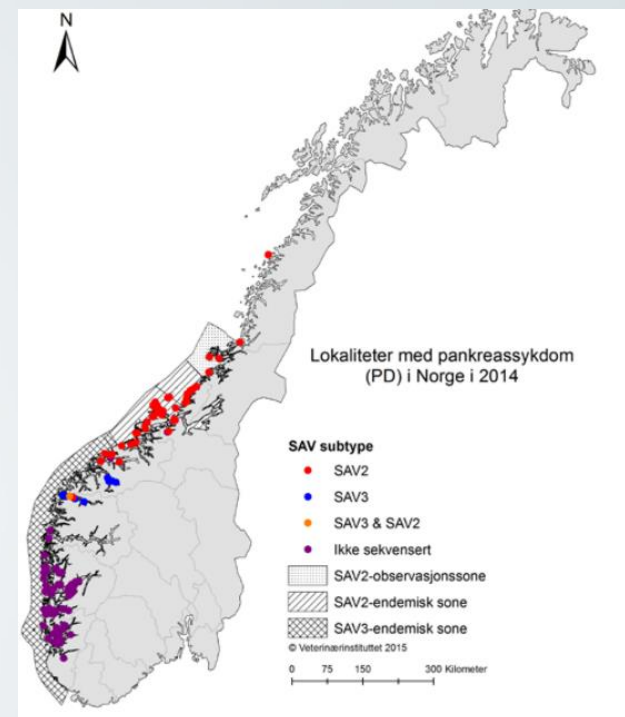 N
Lokaliteter med pankreassykdom
(PD) i Norge i 2014
SAV subtype
SAV2
SAV3
SAV3 & SAV2
Ikke sekvensert
SAV2-observasjonssone
SAV2-endemisk sone
SAV3-endemisk sone
© Veterinærinstituttet 2015
0 75 150 300 Kilometer